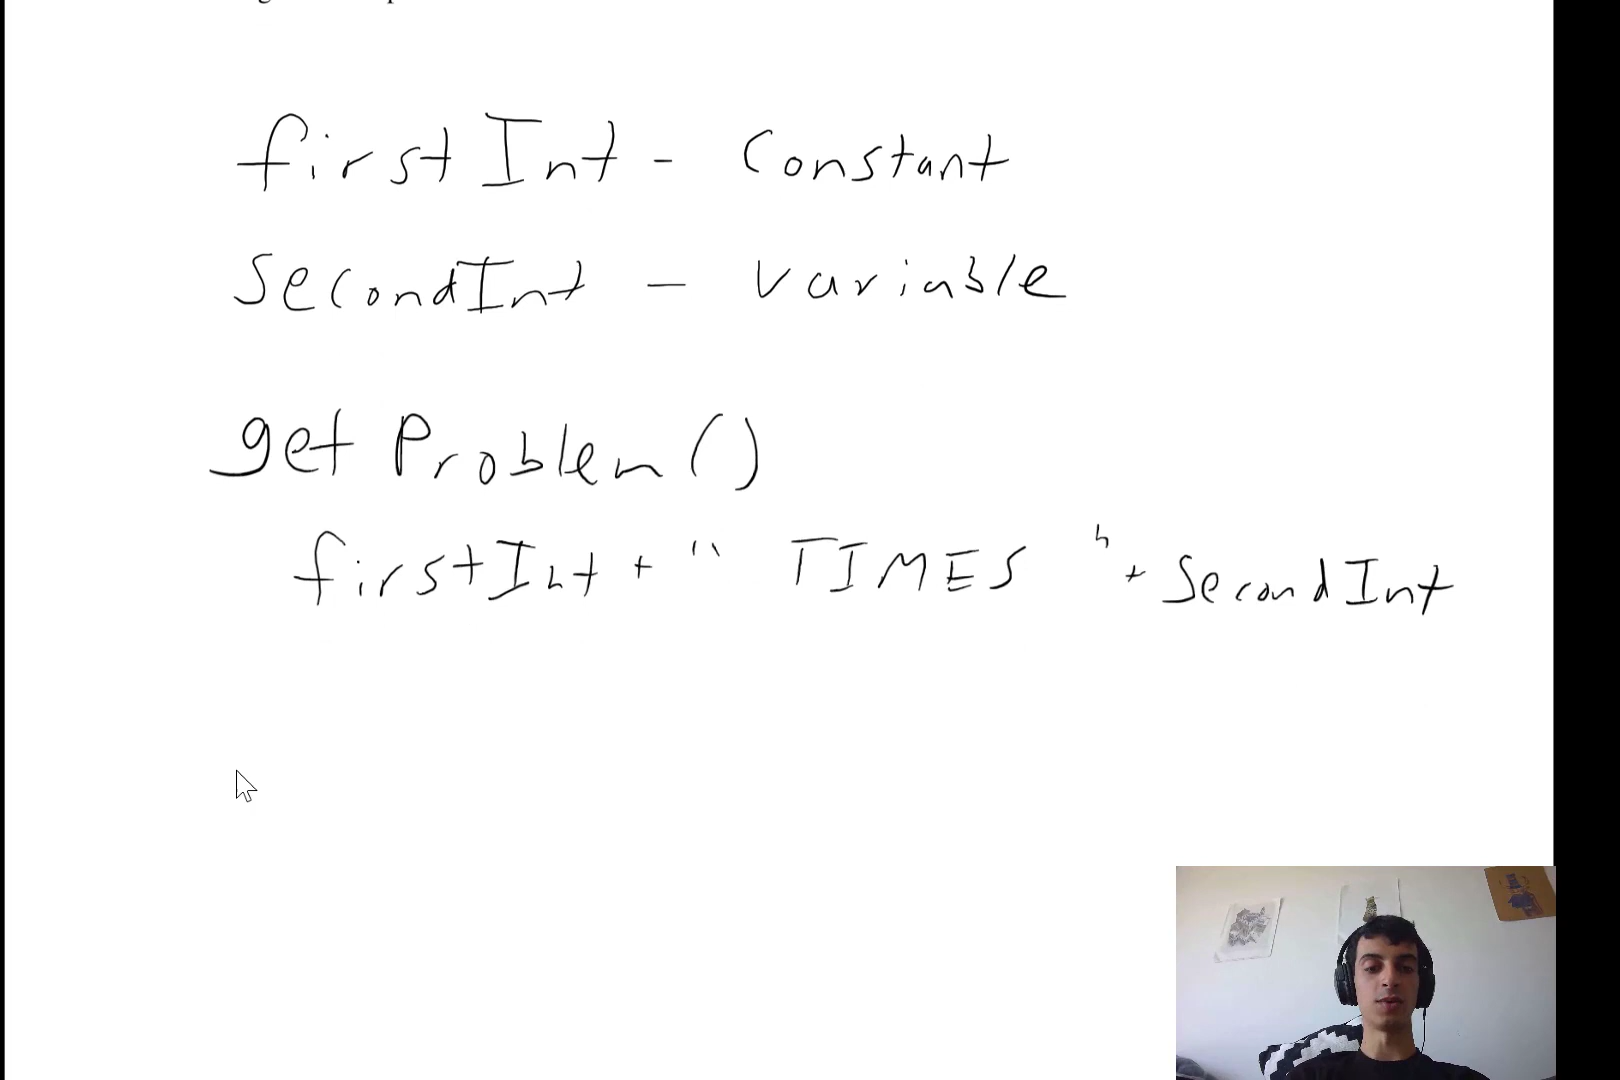 firstInt - Constant
SecondInt - variable
getProblem()
firstInt + " TIMES " + SecondInt